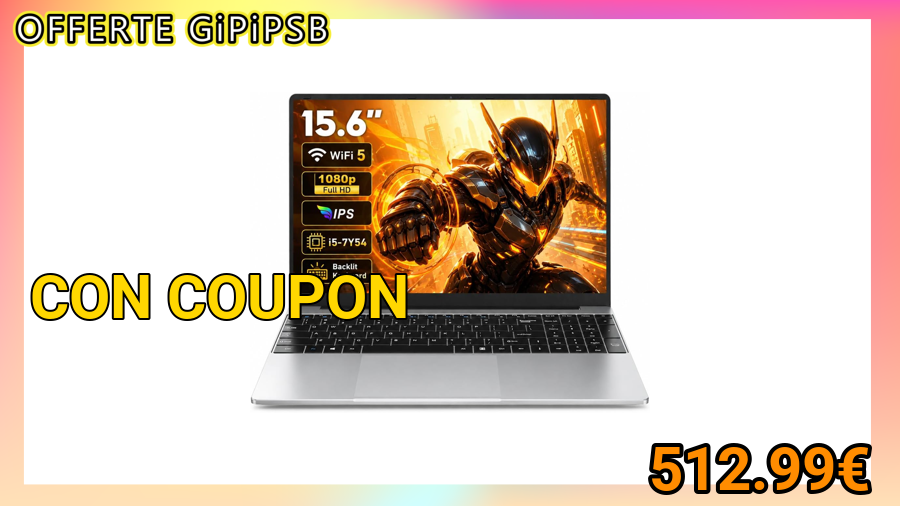 OFFERTE GiPiPSB
15.6”
WiFi 5
1080p
Full HD
IPS
i5-7Y54
Backlit
CON COUPON
512.99€